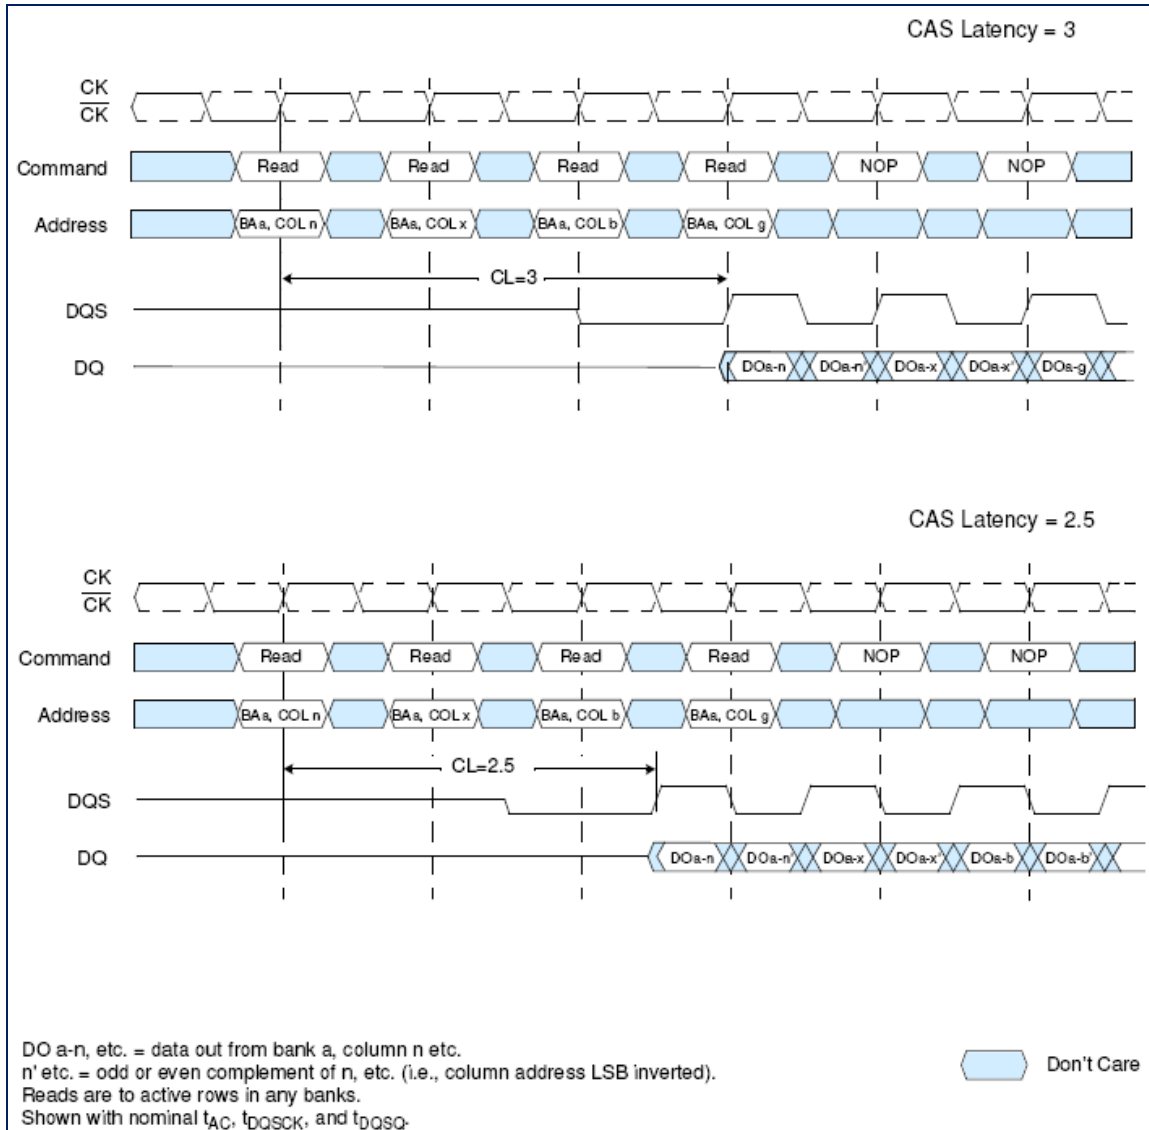 CAS Latency = 3
CK
CK
Command Read Read Read Read NOP NOP
Address BAa, COL n BAa, COL x BAa, COL b BAa, COL g
CL=3
DQS
DQ DOa-n DOa-n' DOa-x DOa-x' DOa-g
CAS Latency = 2.5
CK
CK
Command Read Read Read Read NOP NOP
Address BAa, COL n BAa, COL x BAa, COL b BAa, COL g
CL=2.5
DQS
DQ DOa-n DOa-n' DOa-x DOa-x' DOa-b DOa-b'
DO a-n, etc. = data out from bank a, column n etc.
n' etc. = odd or even complement of n, etc. (i.e., column address LSB inverted).
Reads are to active rows in any banks.
Shown with nominal tAC, tDQSCK, and tDQSQ.
Don't Care